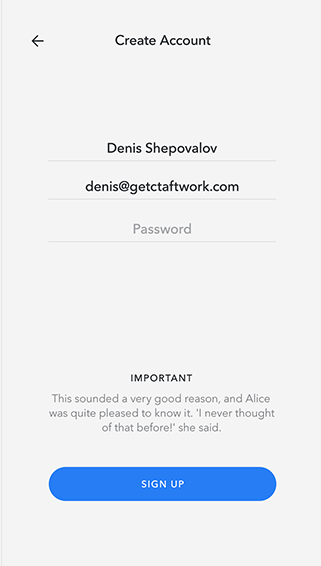 Create Account
Denis Shepovalov
denis@getctaftwork.com
Password
IMPORTANT
This sounded a very good reason, and Alice
was quite pleased to know it. 'I never thought
of that before!' she said.
SIGN UP